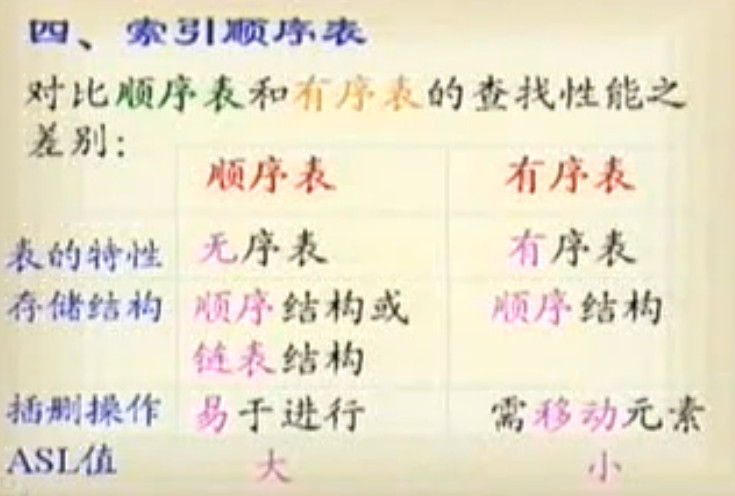 四、索引顺序表
对比顺序表和有序表的查找性能之
差别:
顺序表 有序表
表的特性 无序表 有序表
存储结构 顺序结构或 顺序结构
链表结构
插删操作 易于进行 需移动元素
ASL值 大 小